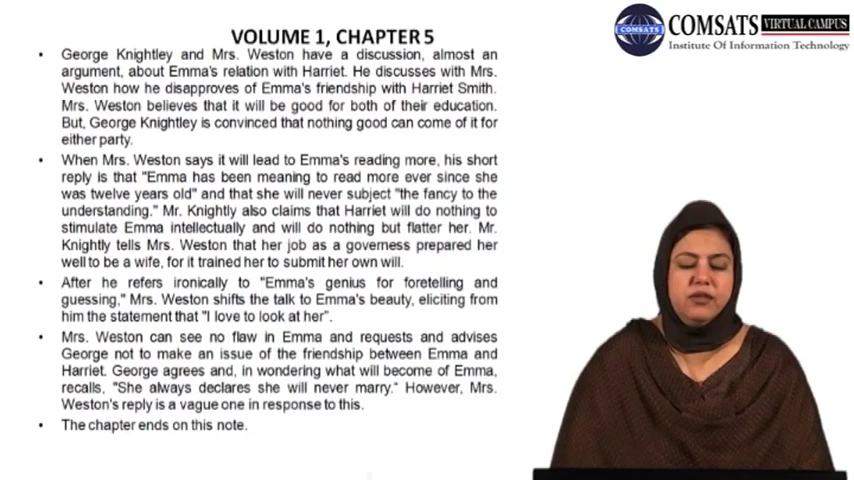 VOLUME 1, CHAPTER 5
• George Knightley and Mrs. Weston have a discussion, almost an
argument, about Emma's relation with Harriet. He discusses with Mrs.
Weston how he disapproves of Emma's friendship with Harriet Smith.
Mrs. Weston believes that it will be good for both of their education.
But, George Knightley is convinced that nothing good can come of it for
either party.
• When Mrs. Weston says it will lead to Emma's reading more, his short
reply is that "Emma has been meaning to read more ever since she
was twelve years old" and that she will never subject "the fancy to the
understanding." Mr. Knightly also claims that Harriet will do nothing to
stimulate Emma intellectually and will do nothing but flatter her. Mr.
Knightly tells Mrs. Weston that her job as a governess prepared her
well to be a wife, for it trained her to submit her own will.
• After he refers ironically to "Emma's genius for foretelling and
guessing," Mrs. Weston shifts the talk to Emma's beauty, eliciting from
him the statement that "I love to look at her".
• Mrs. Weston can see no flaw in Emma and requests and advises
George not to make an issue of the friendship between Emma and
Harriet. George agrees and, in wondering what will become of Emma,
recalls, "She always declares she will never marry." However, Mrs.
Weston's reply is a vague one in response to this.
• The chapter ends on this note.
COMSATS
COMSATS VIRTUAL CAMPUS
Institute Of Information Technology